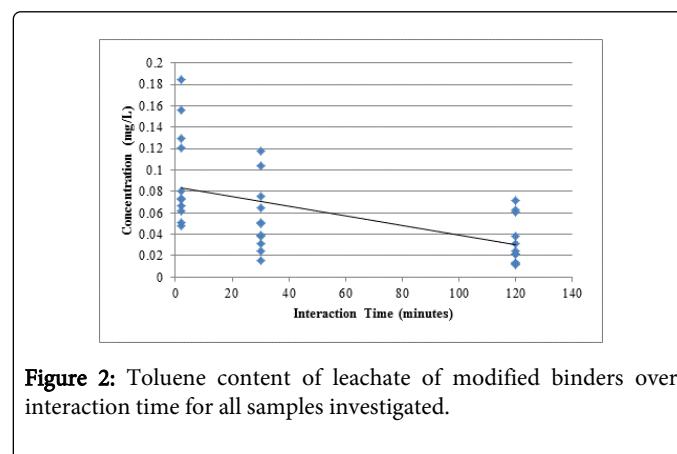 0.2
0.18
0.16
0.14
0.12
0.1
0.08
0.06
0.04
0.02
0
Concentration (mg/L)
0 20 40 60 80 100 120 140
Interaction Time (minutes)
Figure 2: Toluene content of leachate of modified binders over
interaction time for all samples investigated.